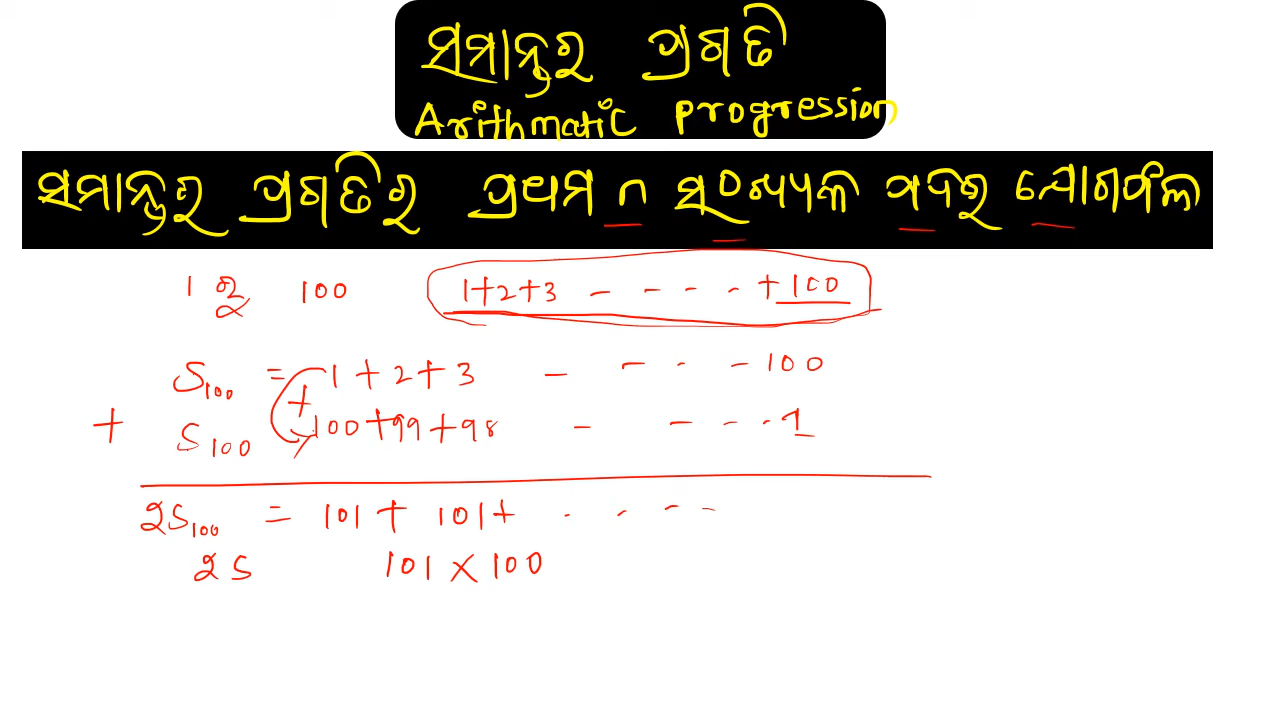 ସମାନ୍ତର ପ୍ରଗତି
Arithmatic progression
ସମାନ୍ତର ପ୍ରଗତିର ପ୍ରଥମ n ସଂଖ୍ୟକ ପଦର ଯୋଗଫଳ
1 ରୁ 100 1+2+3 - - - - - +100
S100 = 1+2+3 - - - - 100
+ S100 + 100+99+98 - - - - 1
2S100 = 101+ 101+ - - - -
2S 101×100